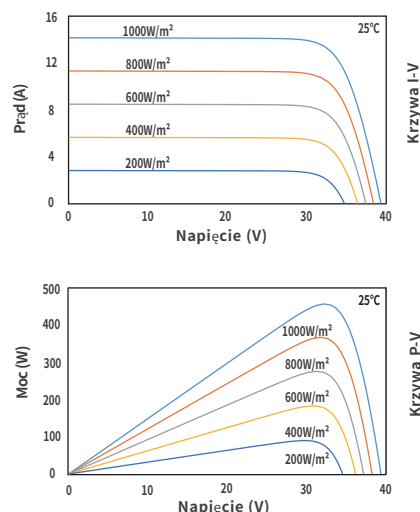 16
12
8
4
0
1000W/m²
800W/m²
600W/m²
400W/m²
200W/m²
25°C
Prąd (A)
Krzywa I-V
0
10
20
30
40
Napięcie (V)
500
400
300
200
100
0
25°C
1000W/m²
800W/m²
600W/m²
400W/m²
200W/m²
Moc (W)
Krzywa P-V
0
10
20
30
40
Napięcie (V)